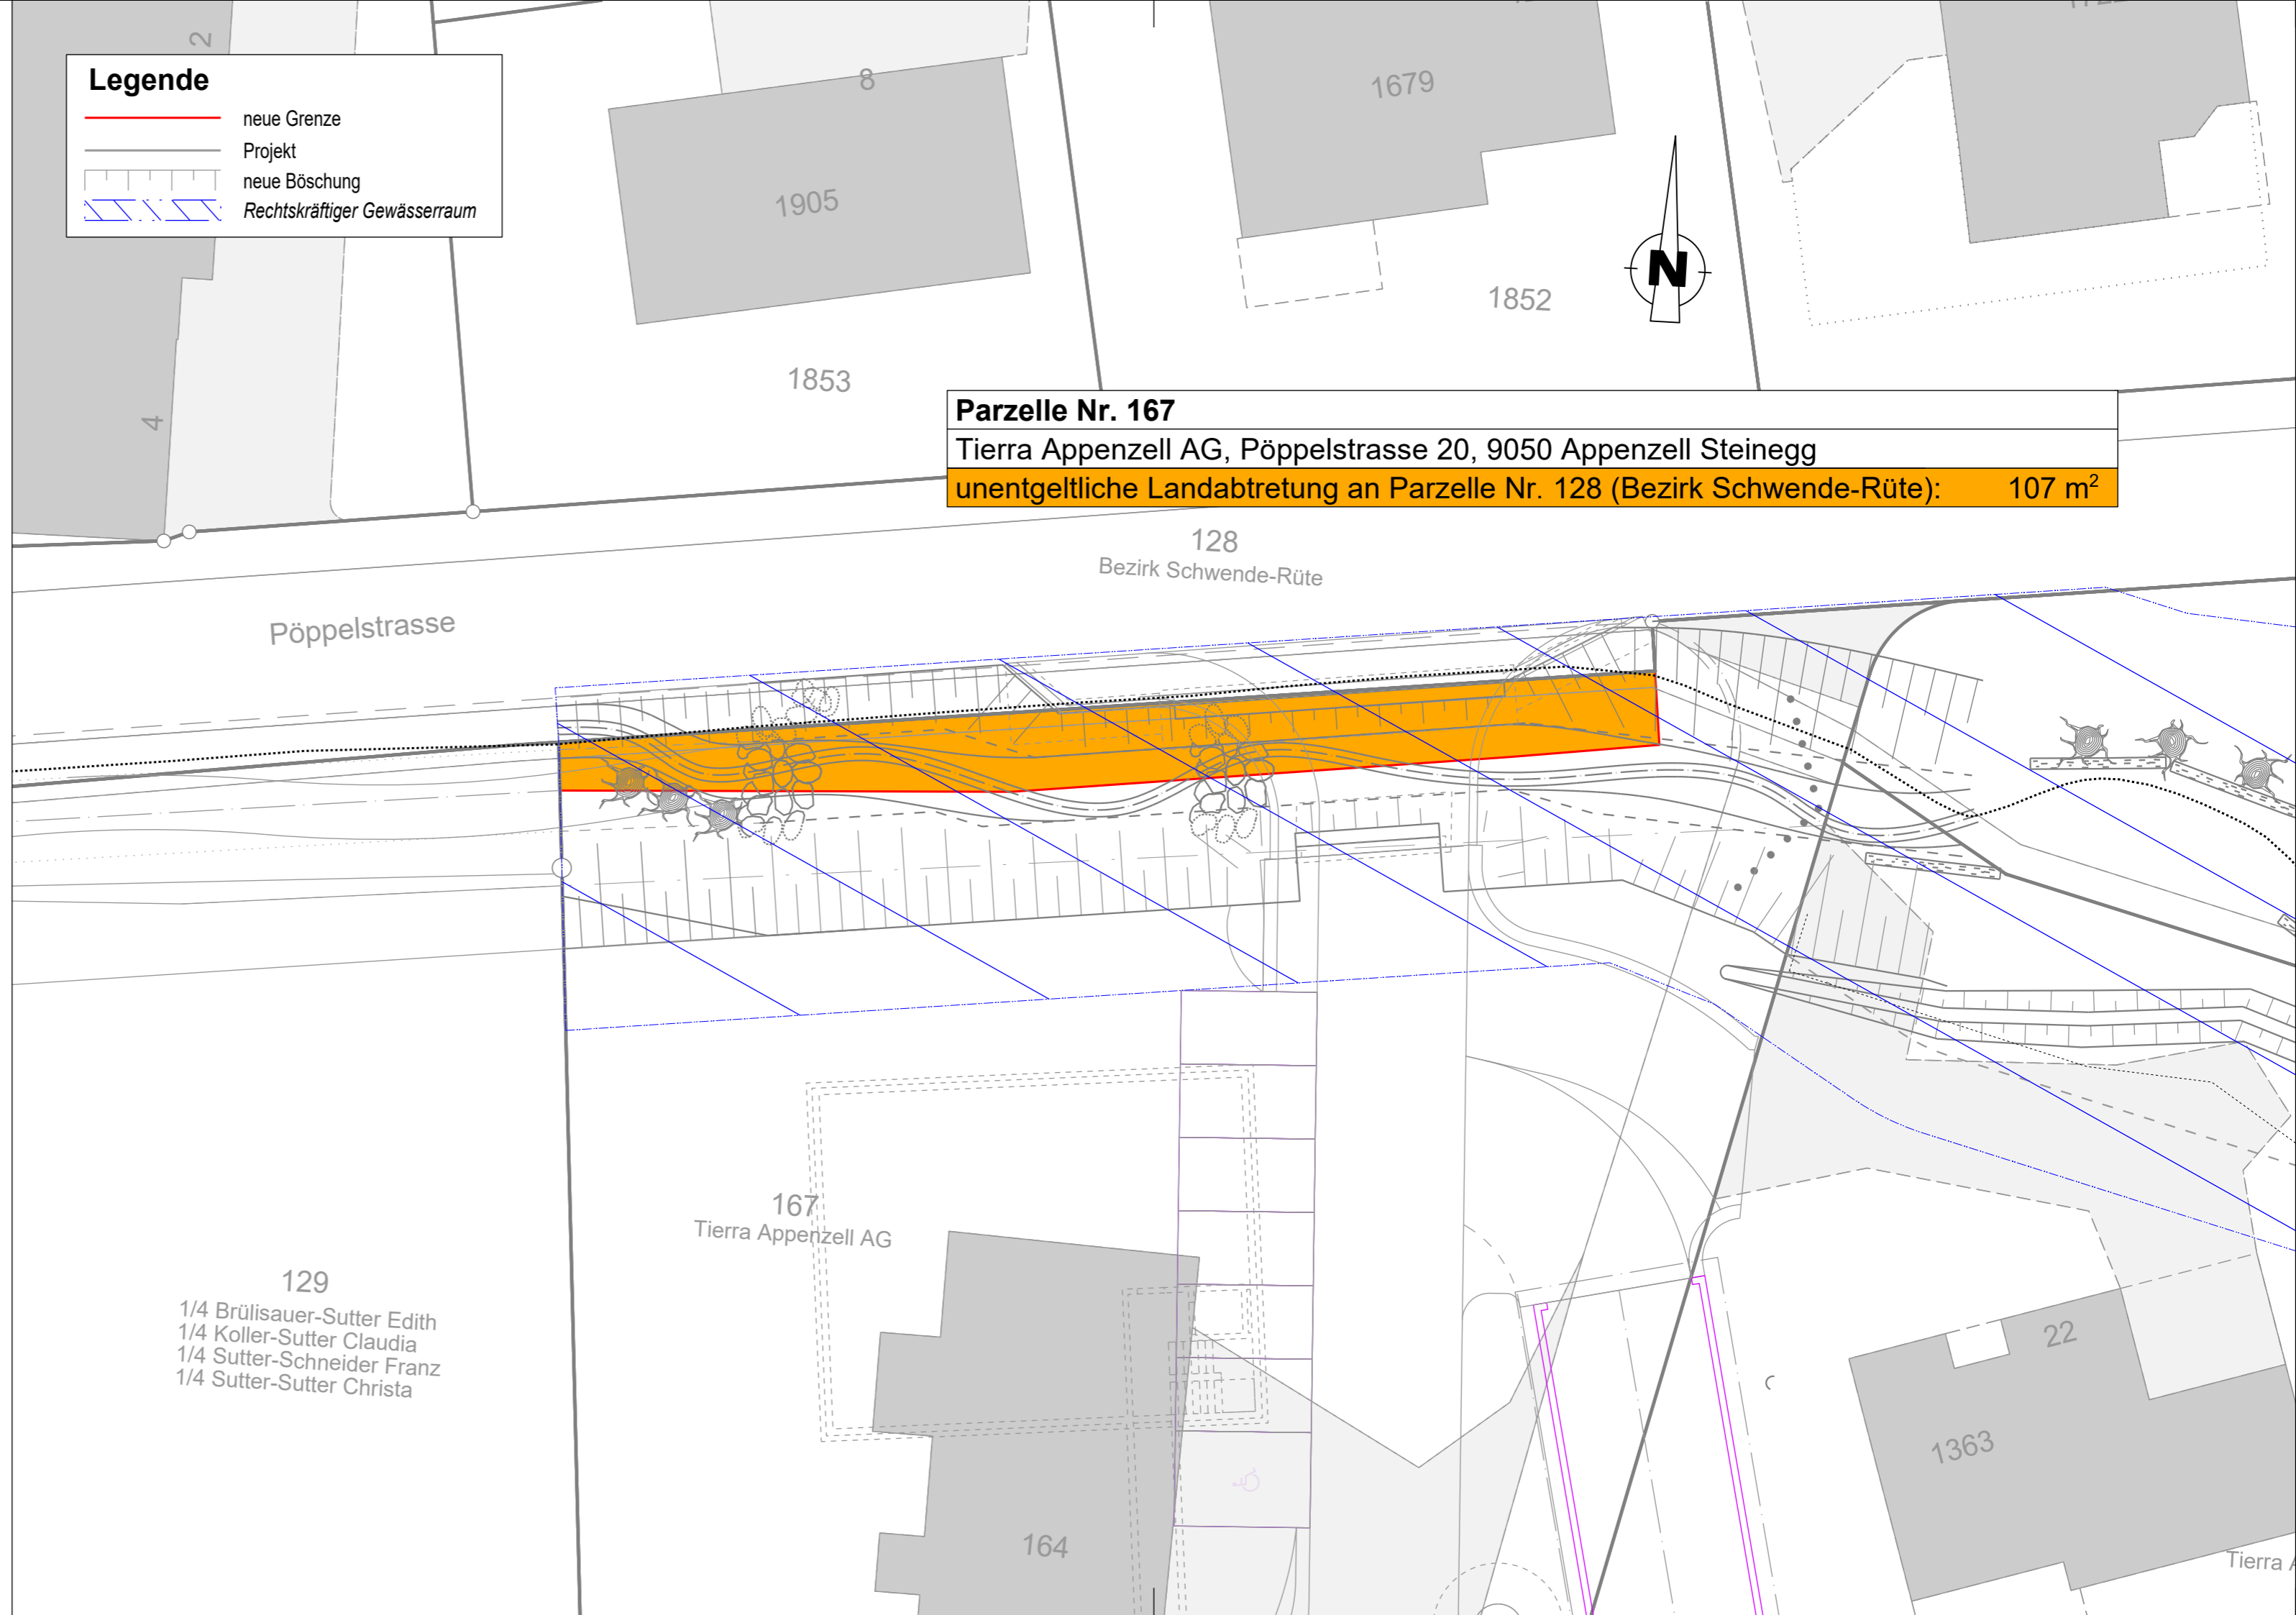 2
Legende
neue Grenze
Projekt
neue Böschung
Rechtskräftiger Gewässerraum
8
1905
1679
N
1852
4
1853
Parzelle Nr. 167
Tierra Appenzell AG, Pöppelstrasse 20, 9050 Appenzell Steinegg
unentgeltliche Landabtretung an Parzelle Nr. 128 (Bezirk Schwende-Rüte): 107 m²
128
Bezirk Schwende-Rüte
Pöppelstrasse
167
Tierra Appenzell AG
129
1/4 Brülisauer-Sutter Edith
1/4 Koller-Sutter Claudia
1/4 Sutter-Schneider Franz
1/4 Sutter-Sutter Christa
22
1363
164
Tierra